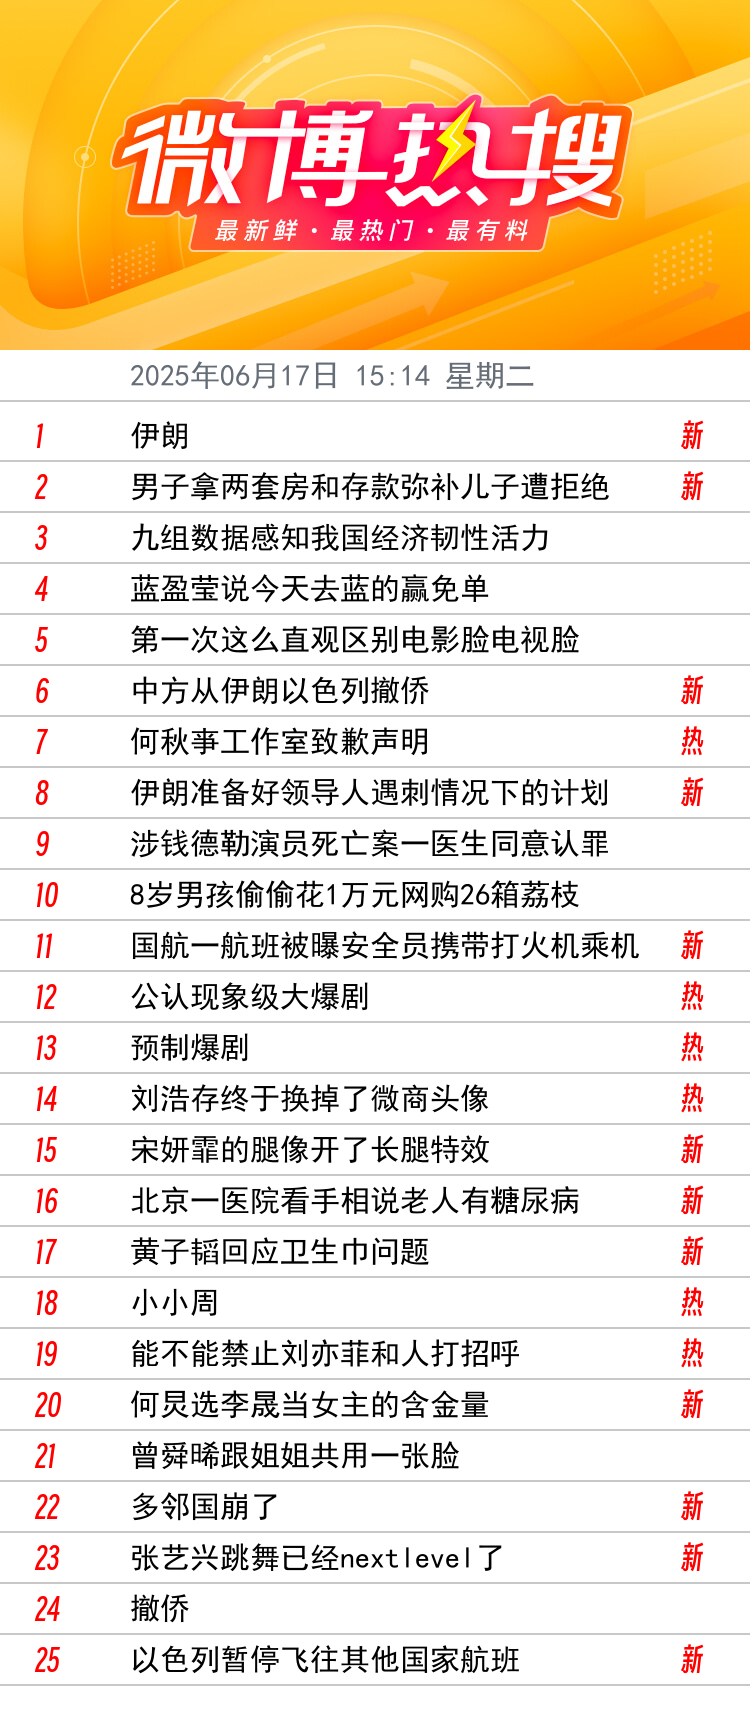 微博热搜
最新鲜·最热门·最有料
2025年06月17日 15:14 星期二
1 伊朗 新
2 男子拿两套房和存款弥补儿子遭拒绝 新
3 九组数据感知我国经济韧性活力
4 蓝盈莹说今天去蓝的赢免单
5 第一次这么直观区别电影脸电视脸
6 中方从伊朗以色列撤侨 新
7 何秋亊工作室致歉声明 热
8 伊朗准备好领导人遇刺情况下的计划 新
9 涉钱德勒演员死亡案一医生同意认罪
10 8岁男孩偷偷花1万元网购26箱荔枝
11 国航一航班被曝安全员携带打火机乘机 新
12 公认现象级大爆剧 热
13 预制爆剧 热
14 刘浩存终于换掉了微商头像 热
15 宋妍霏的腿像开了长腿特效 新
16 北京一医院看手相说老人有糖尿病 新
17 黄子韬回应卫生巾问题 新
18 小小周 热
19 能不能禁止刘亦菲和人打招呼 热
20 何炅选李晟当女主的含金量 新
21 曾舜晞跟姐姐共用一张脸
22 多邻国崩了 新
23 张艺兴跳舞已经nextlevel了 新
24 撤侨
25 以色列暂停飞往其他国家航班 新